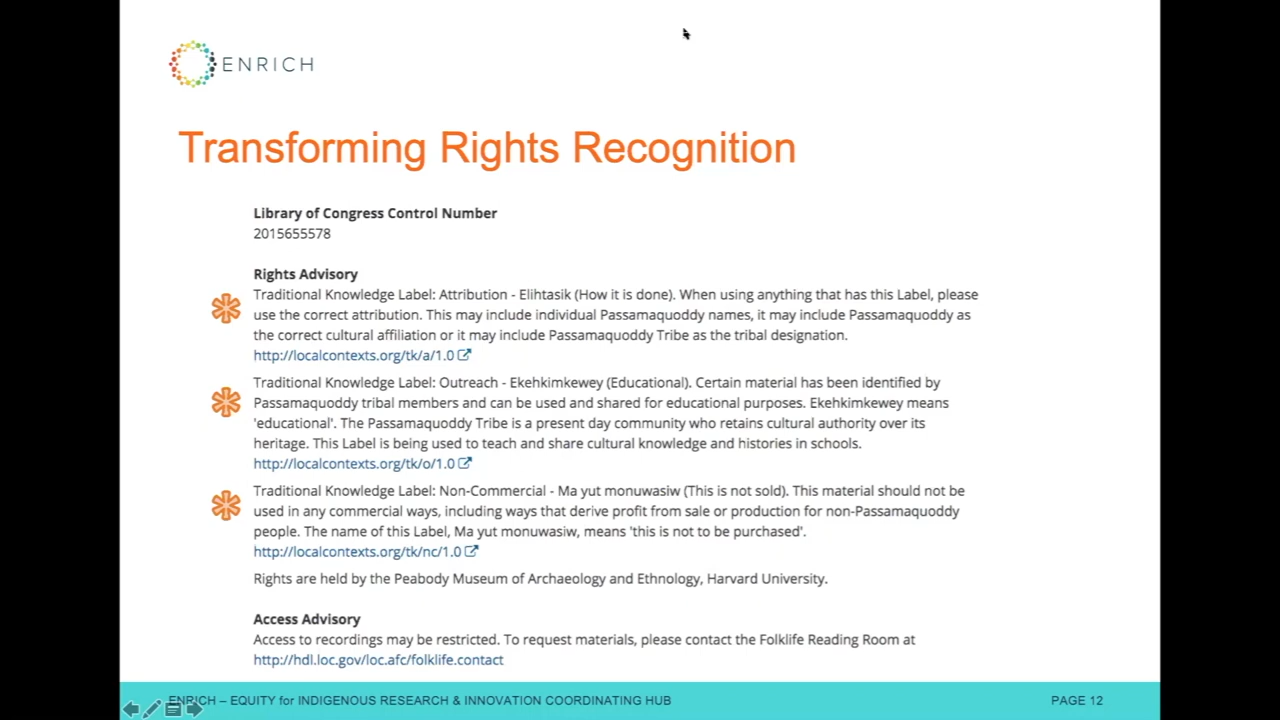 ENRICH
Transforming Rights Recognition
Library of Congress Control Number
2015655578
Rights Advisory
Traditional Knowledge Label: Attribution - Elihtasik (How it is done). When using anything that has this Label, please
use the correct attribution. This may include individual Passamaquoddy names, it may include Passamaquoddy as
the correct cultural affiliation or it may include Passamaquoddy Tribe as the tribal designation.
http://localcontexts.org/tk/a/1.0
Traditional Knowledge Label: Outreach - Ekehkimkewey (Educational). Certain material has been identified by
Passamaquoddy tribal members and can be used and shared for educational purposes. Ekehkimkewey means
'educational'. The Passamaquoddy Tribe is a present day community who retains cultural authority over its
heritage. This Label is being used to teach and share cultural knowledge and histories in schools.
http://localcontexts.org/tk/o/1.0
Traditional Knowledge Label: Non-Commercial - Ma yut monuwasiw (This is not sold). This material should not be
used in any commercial ways, including ways that derive profit from sale or production for non-Passamaquoddy
people. The name of this Label, Ma yut monuwasiw, means 'this is not to be purchased'.
http://localcontexts.org/tk/nc/1.0
Rights are held by the Peabody Museum of Archaeology and Ethnology, Harvard University.
Access Advisory
Access to recordings may be restricted. To request materials, please contact the Folklife Reading Room at
http://hdl.loc.gov/loc.afc/folklife.contact
ENRICH – EQUITY for INDIGENOUS RESEARCH & INNOVATION COORDINATING HUB
PAGE 12